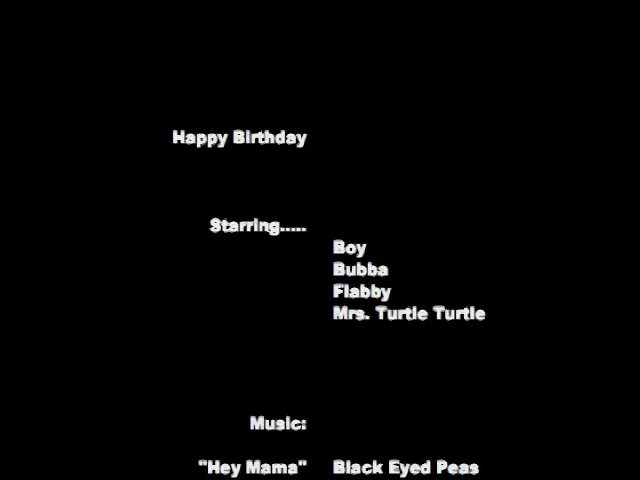 Happy Birthday
Starring.....
Boy
Bubba
Flabby
Mrs. Turtle Turtle
Music:
"Hey Mama" Black Eyed Peas